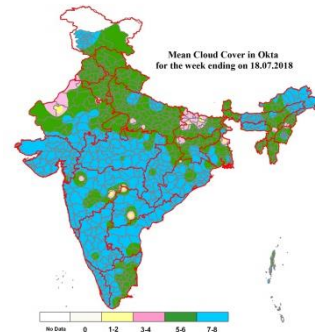 Mean Cloud Cover in Okta
for the week ending on 18.07.2018
No Data 0 1-2 3-4 5-6 7-8